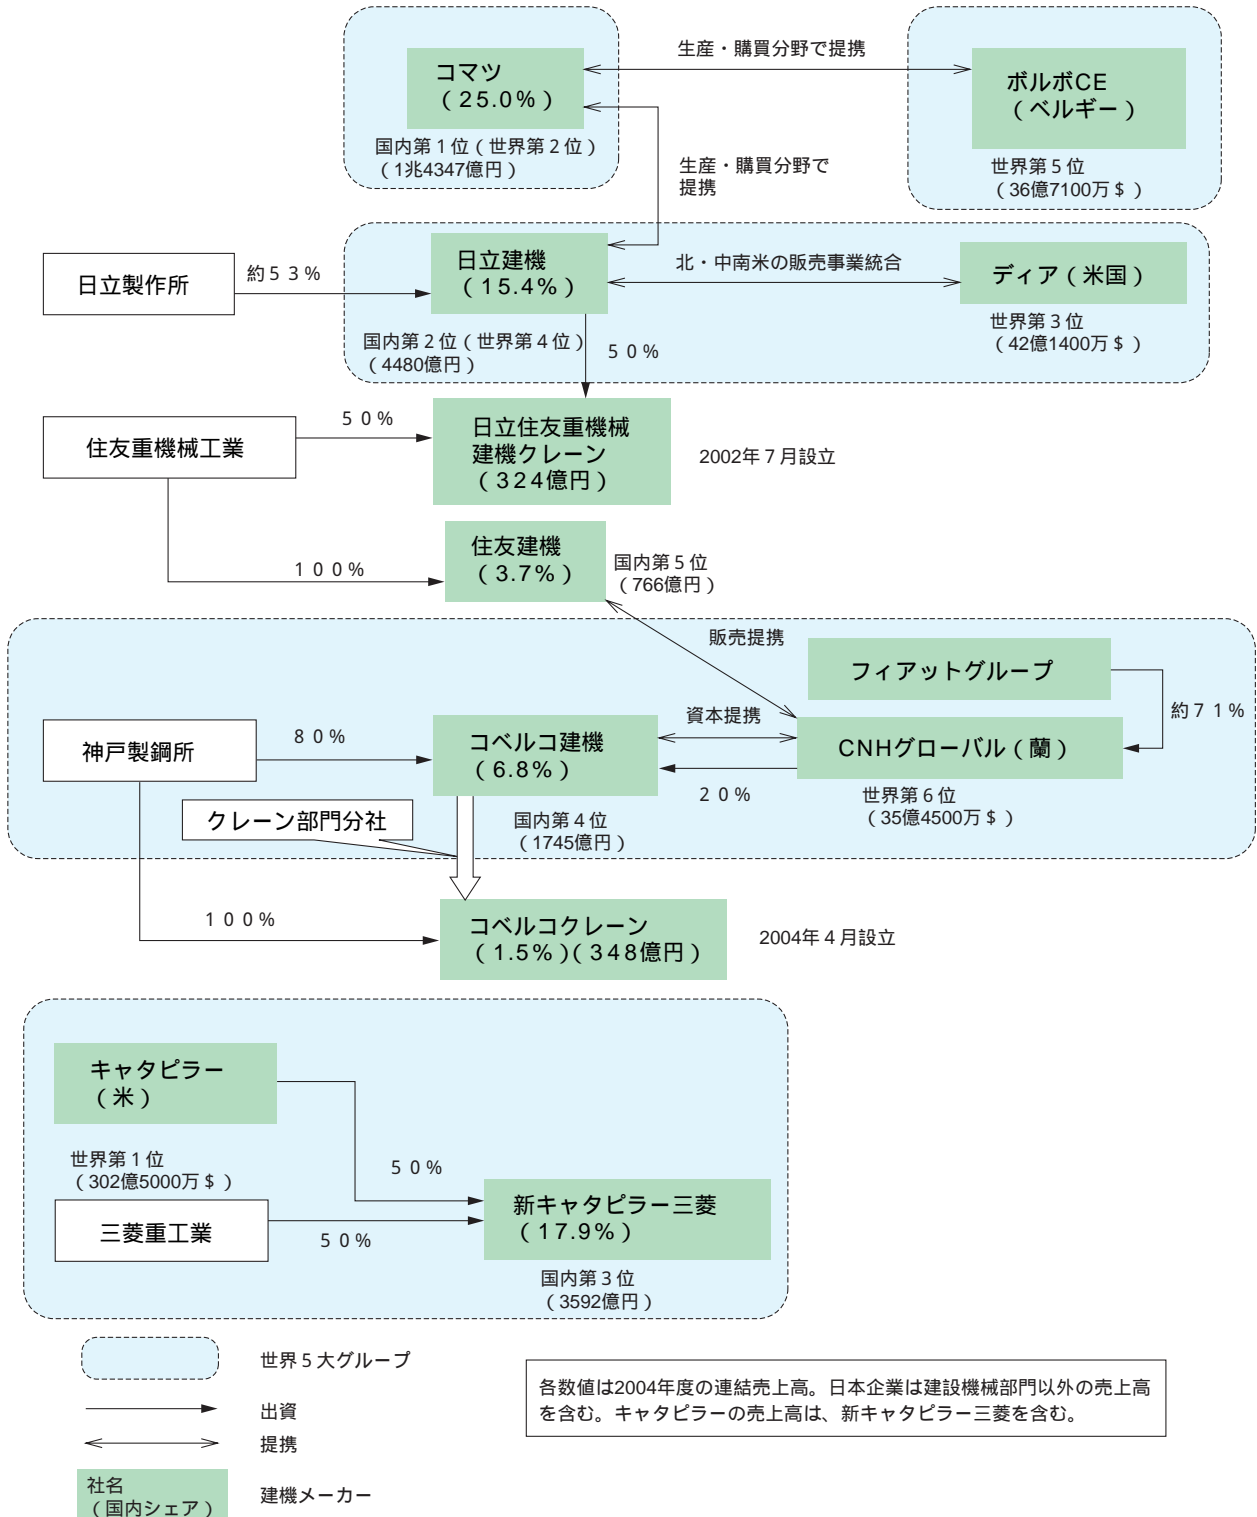 コマツ
（25.0%）
国内第１位（世界第２位）
（1兆4347億円）
生産・購買分野で提携
ボルボCE
（ベルギー）
世界第５位
（36億7100万＄）
生産・購買分野で
提携
日立製作所
約５３%
日立建機
（15.4%）
国内第２位（世界第４位）
（4480億円）
北・中南米の販売事業統合
ディア（米国）
世界第３位
（42億1400万＄）
５０%
住友重機械工業
５０%
日立住友重機械
建機クレーン
（324億円）
2002年７月設立
１００%
住友建機
（3.7%）
国内第５位
（766億円）
販売提携
フィアットグループ
約７１%
神戸製鋼所
８０%
コベルコ建機
（6.8%）
資本提携
２０%
CNHグローバル（蘭）
世界第６位
（35億4500万＄）
国内第４位
（1745億円）
クレーン部門分社
１００%
コベルコクレーン
（1.5%）（348億円）
2004年４月設立
キャタピラー
（米）
世界第１位
（302億5000万＄）
５０%
三菱重工業
５０%
新キャタピラー三菱
（17.9%）
国内第３位
（3592億円）
世界５大グループ
出資
提携
社名
（国内シェア）
建機メーカー
各数値は2004年度の連結売上高。日本企業は建設機械部門以外の売上高
を含む。キャタピラーの売上高は、新キャタピラー三菱を含む。